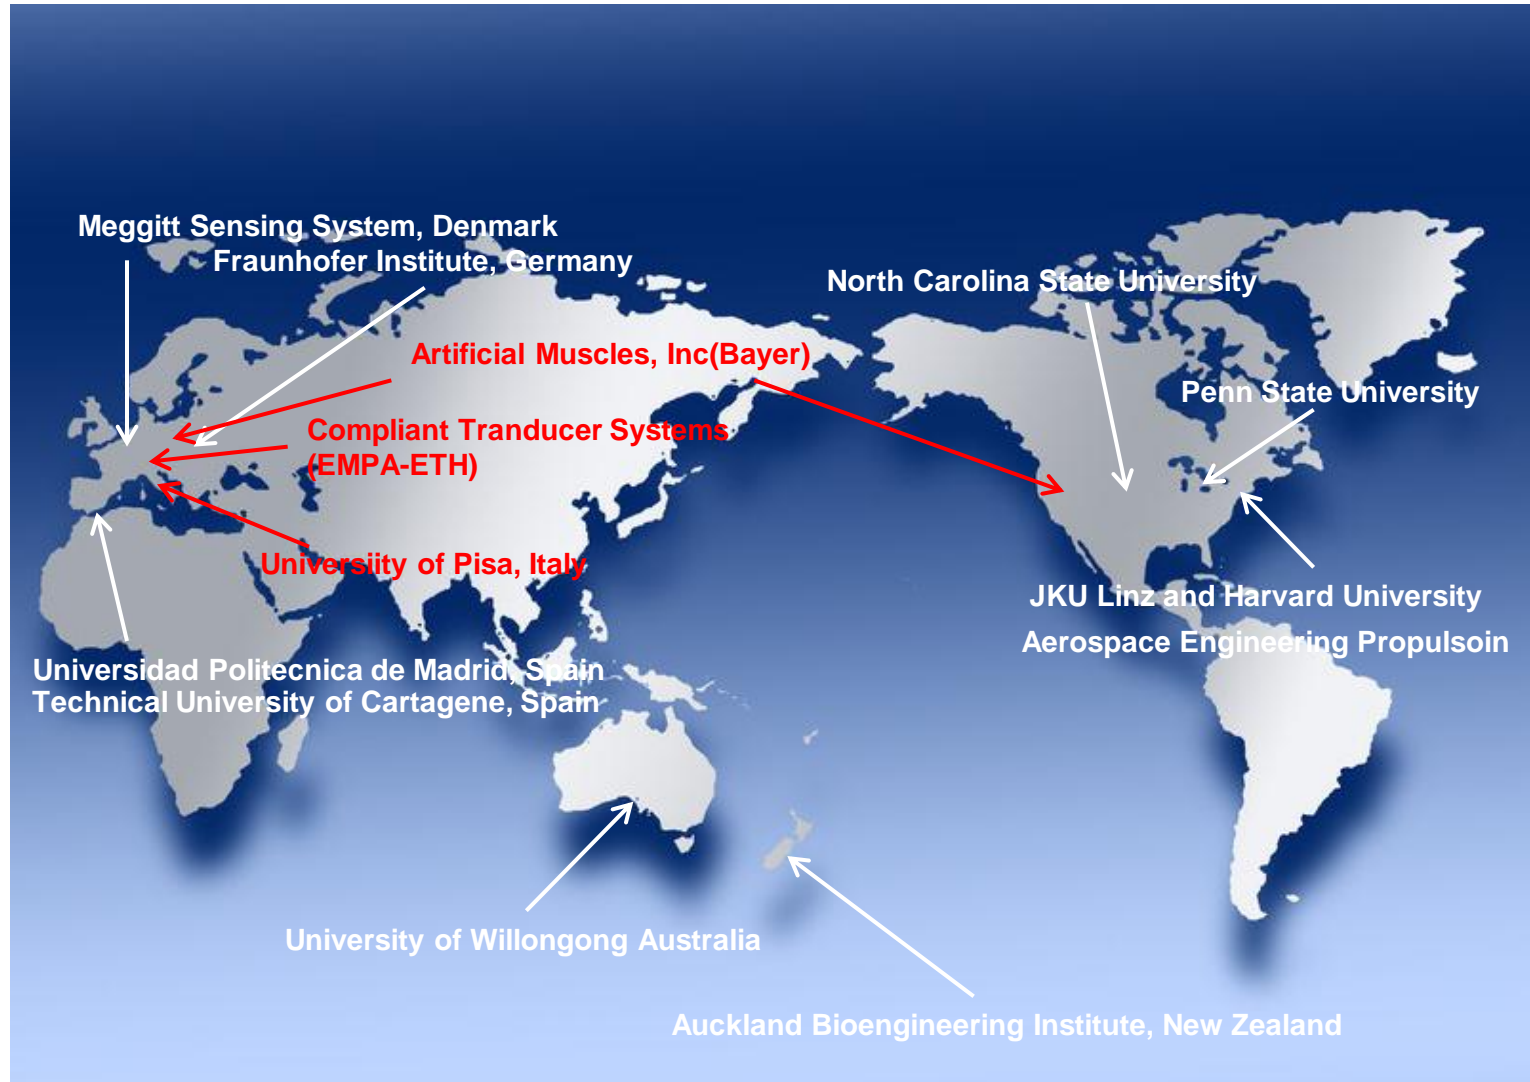 Meggitt Sensing System, Denmark
Fraunhofer Institute, Germany
North Carolina State University
Artificial Muscles, Inc(Bayer)
Penn State University
Compliant Tranducer Systems
(EMPA-ETH)
Universiity of Pisa, Italy
JKU Linz and Harvard University
Aerospace Engineering Propulsoin
Universidad Politecnica de Madrid, Spain
Technical University of Cartagene, Spain
University of Willongong Australia
Auckland Bioengineering Institute, New Zealand